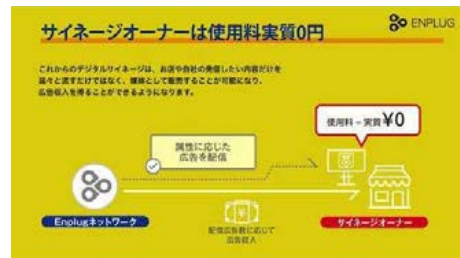 サイネージオーナーは使用料実質0円
ENPLUG
これからのデジタルサイネージは、お店や自社の発信したい内容だけを
延々と流すだけではなく、媒体として販売することが可能になり、
広告収入を得ることができるようになります。
使用料=実質¥0
属性に応じた
広告を配信
Enplugネットワーク
サイネージオーナー
配信広告数に応じて
広告収入